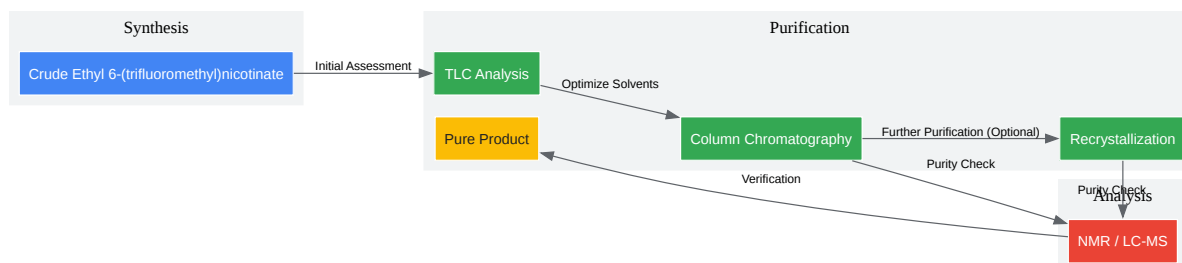 Synthesis
Purification
Crude Ethyl 6-(trifluoromethyl)nicotinate
Initial Assessment
TLC Analysis
Optimize Solvents
Pure Product
Column Chromatography
Further Purification (Optional)
Recrystallization
Purity Check
Verification
Purity Check
Analysis
NMR / LC-MS